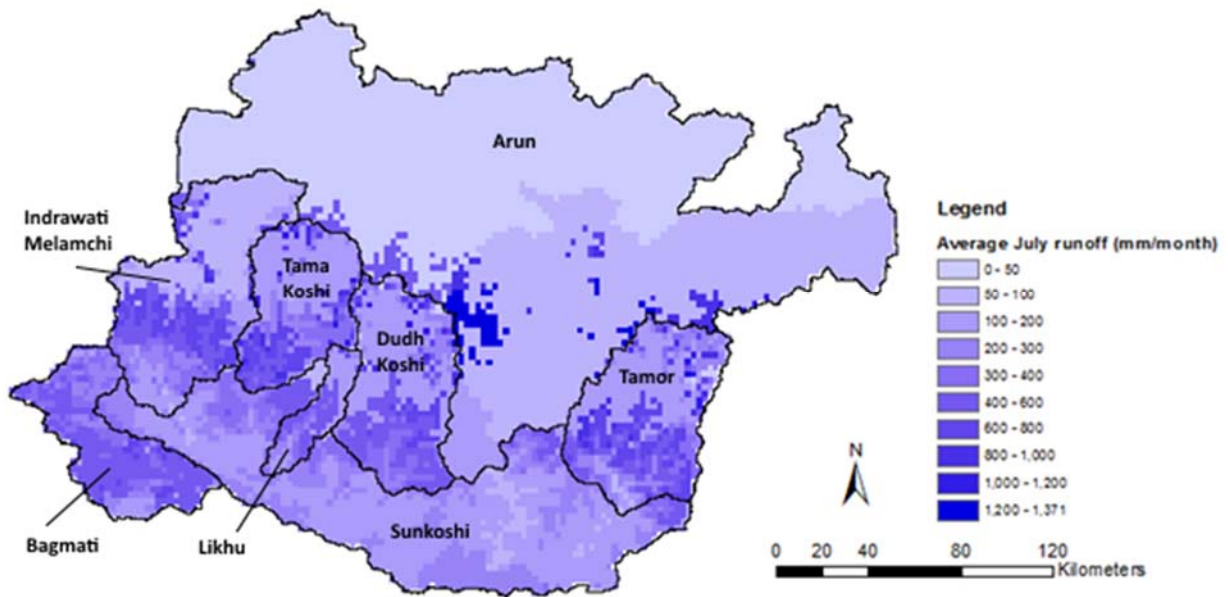 Arun
Indrawati
Melamchi
Tama
Koshi
Dudh
Koshi
Tamor
Bagmati
Likhu
Sunkoshi
N
Legend
Average July runoff (mm/month)
0 - 50
50 - 100
100 - 200
200 - 300
300 - 400
400 - 600
600 - 800
800 - 1,000
1,000 - 1,200
1,200 - 1,371
0 20 40 80 120
Kilometers